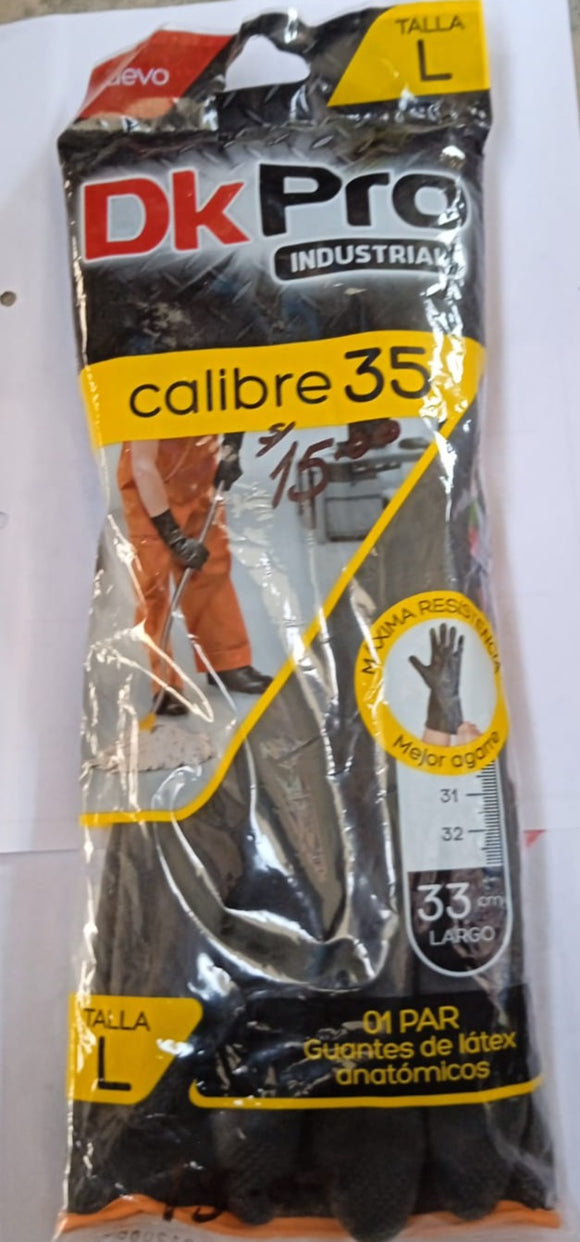 TALLA
L
DkPro
INDUSTRIAL
calibre 35
S/ 15.00
MÁXIMA RESISTENCIA
Mejor agarre
31
32
33 cm
LARGO
TALLA
L
01 PAR
Guantes de látex
anatómicos